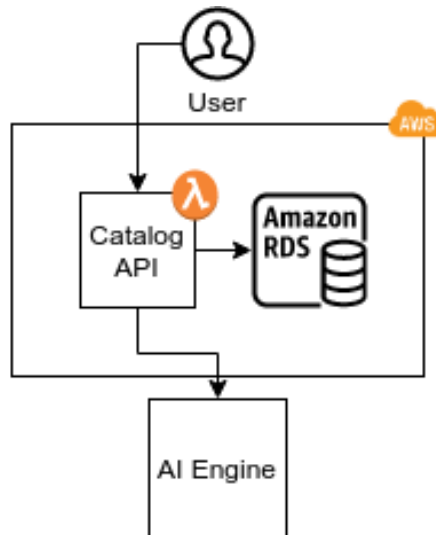 User
AWS
λ
Catalog
API
Amazon
RDS
AI Engine